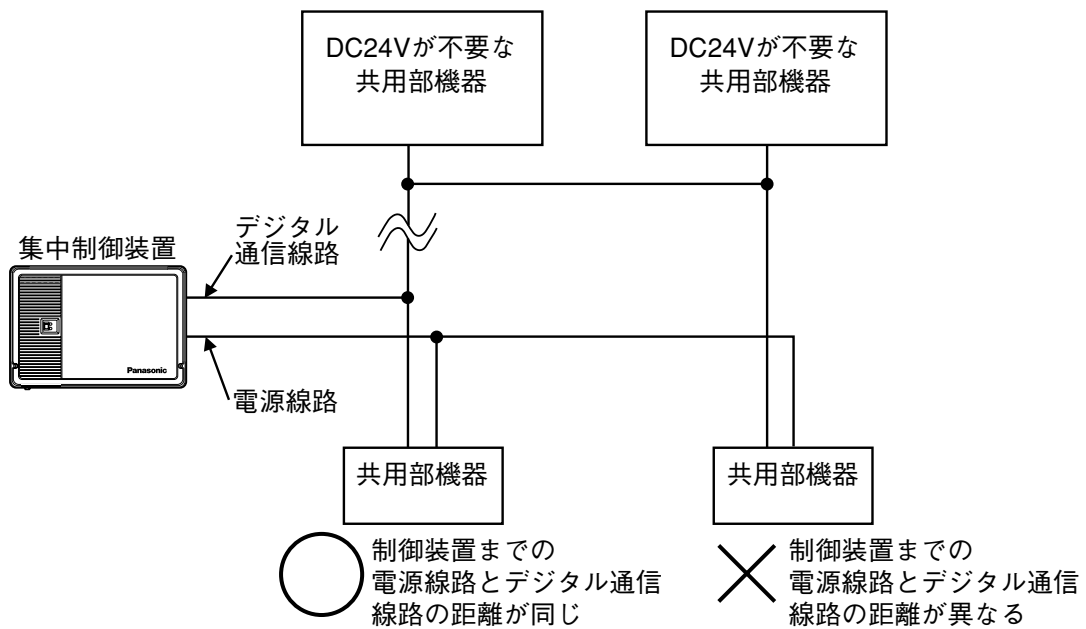 DC24Vが不要な
共用部機器
DC24Vが不要な
共用部機器
デジタル
通信線路
集中制御装置
Panasonic
電源線路
共用部機器
共用部機器
制御装置までの
電源線路とデジタル通信
線路の距離が同じ
制御装置までの
電源線路とデジタル通信
線路の距離が異なる